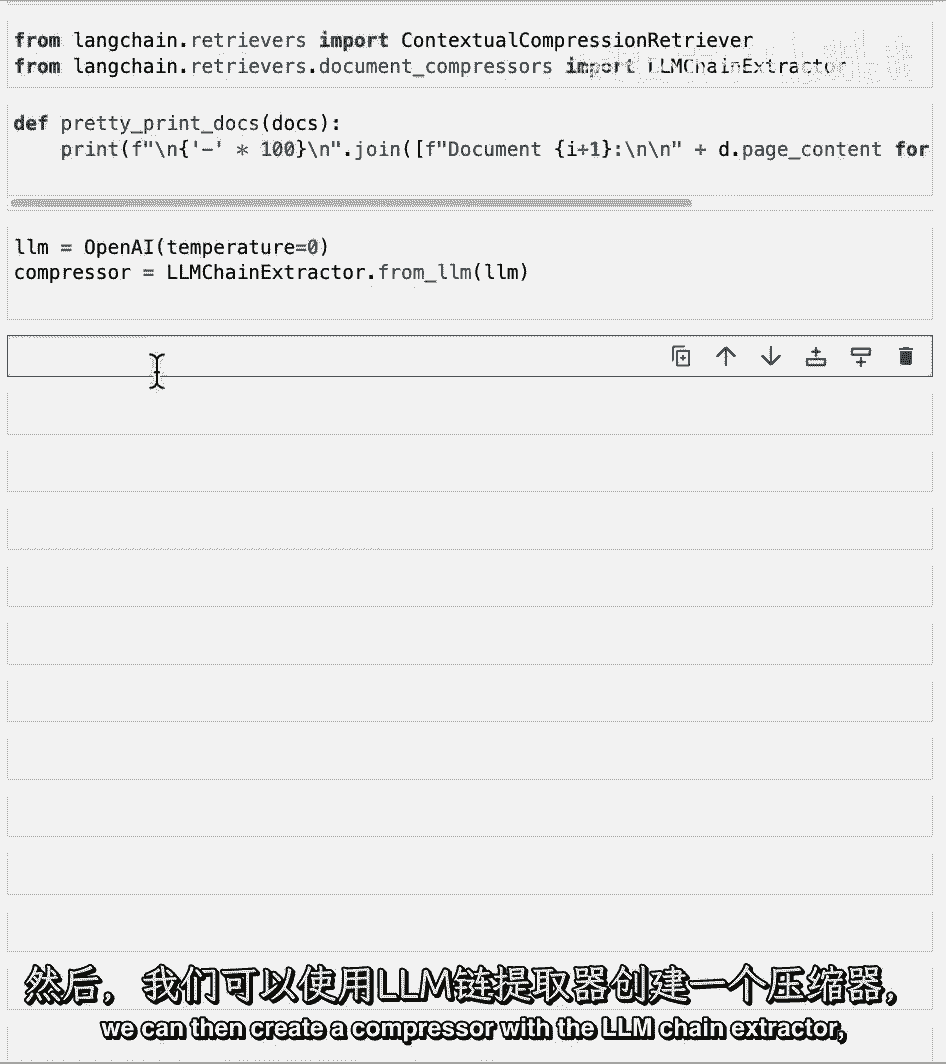 from langchain.retrievers import ContextualCompressionRetriever
from langchain.retrievers.document_compressors import LLMChainExtractor
def pretty_print_docs(docs):
    print(f"\n{'-' * 100}\n".join([f"Document {i+1}:\n\n" + d.page_content for
llm = OpenAI(temperature=0)
compressor = LLMChainExtractor.from_llm(llm)
然后，我们可以使用LLM链提取器创建一个压缩器，
we can then create a compressor with the LLM chain extractor,